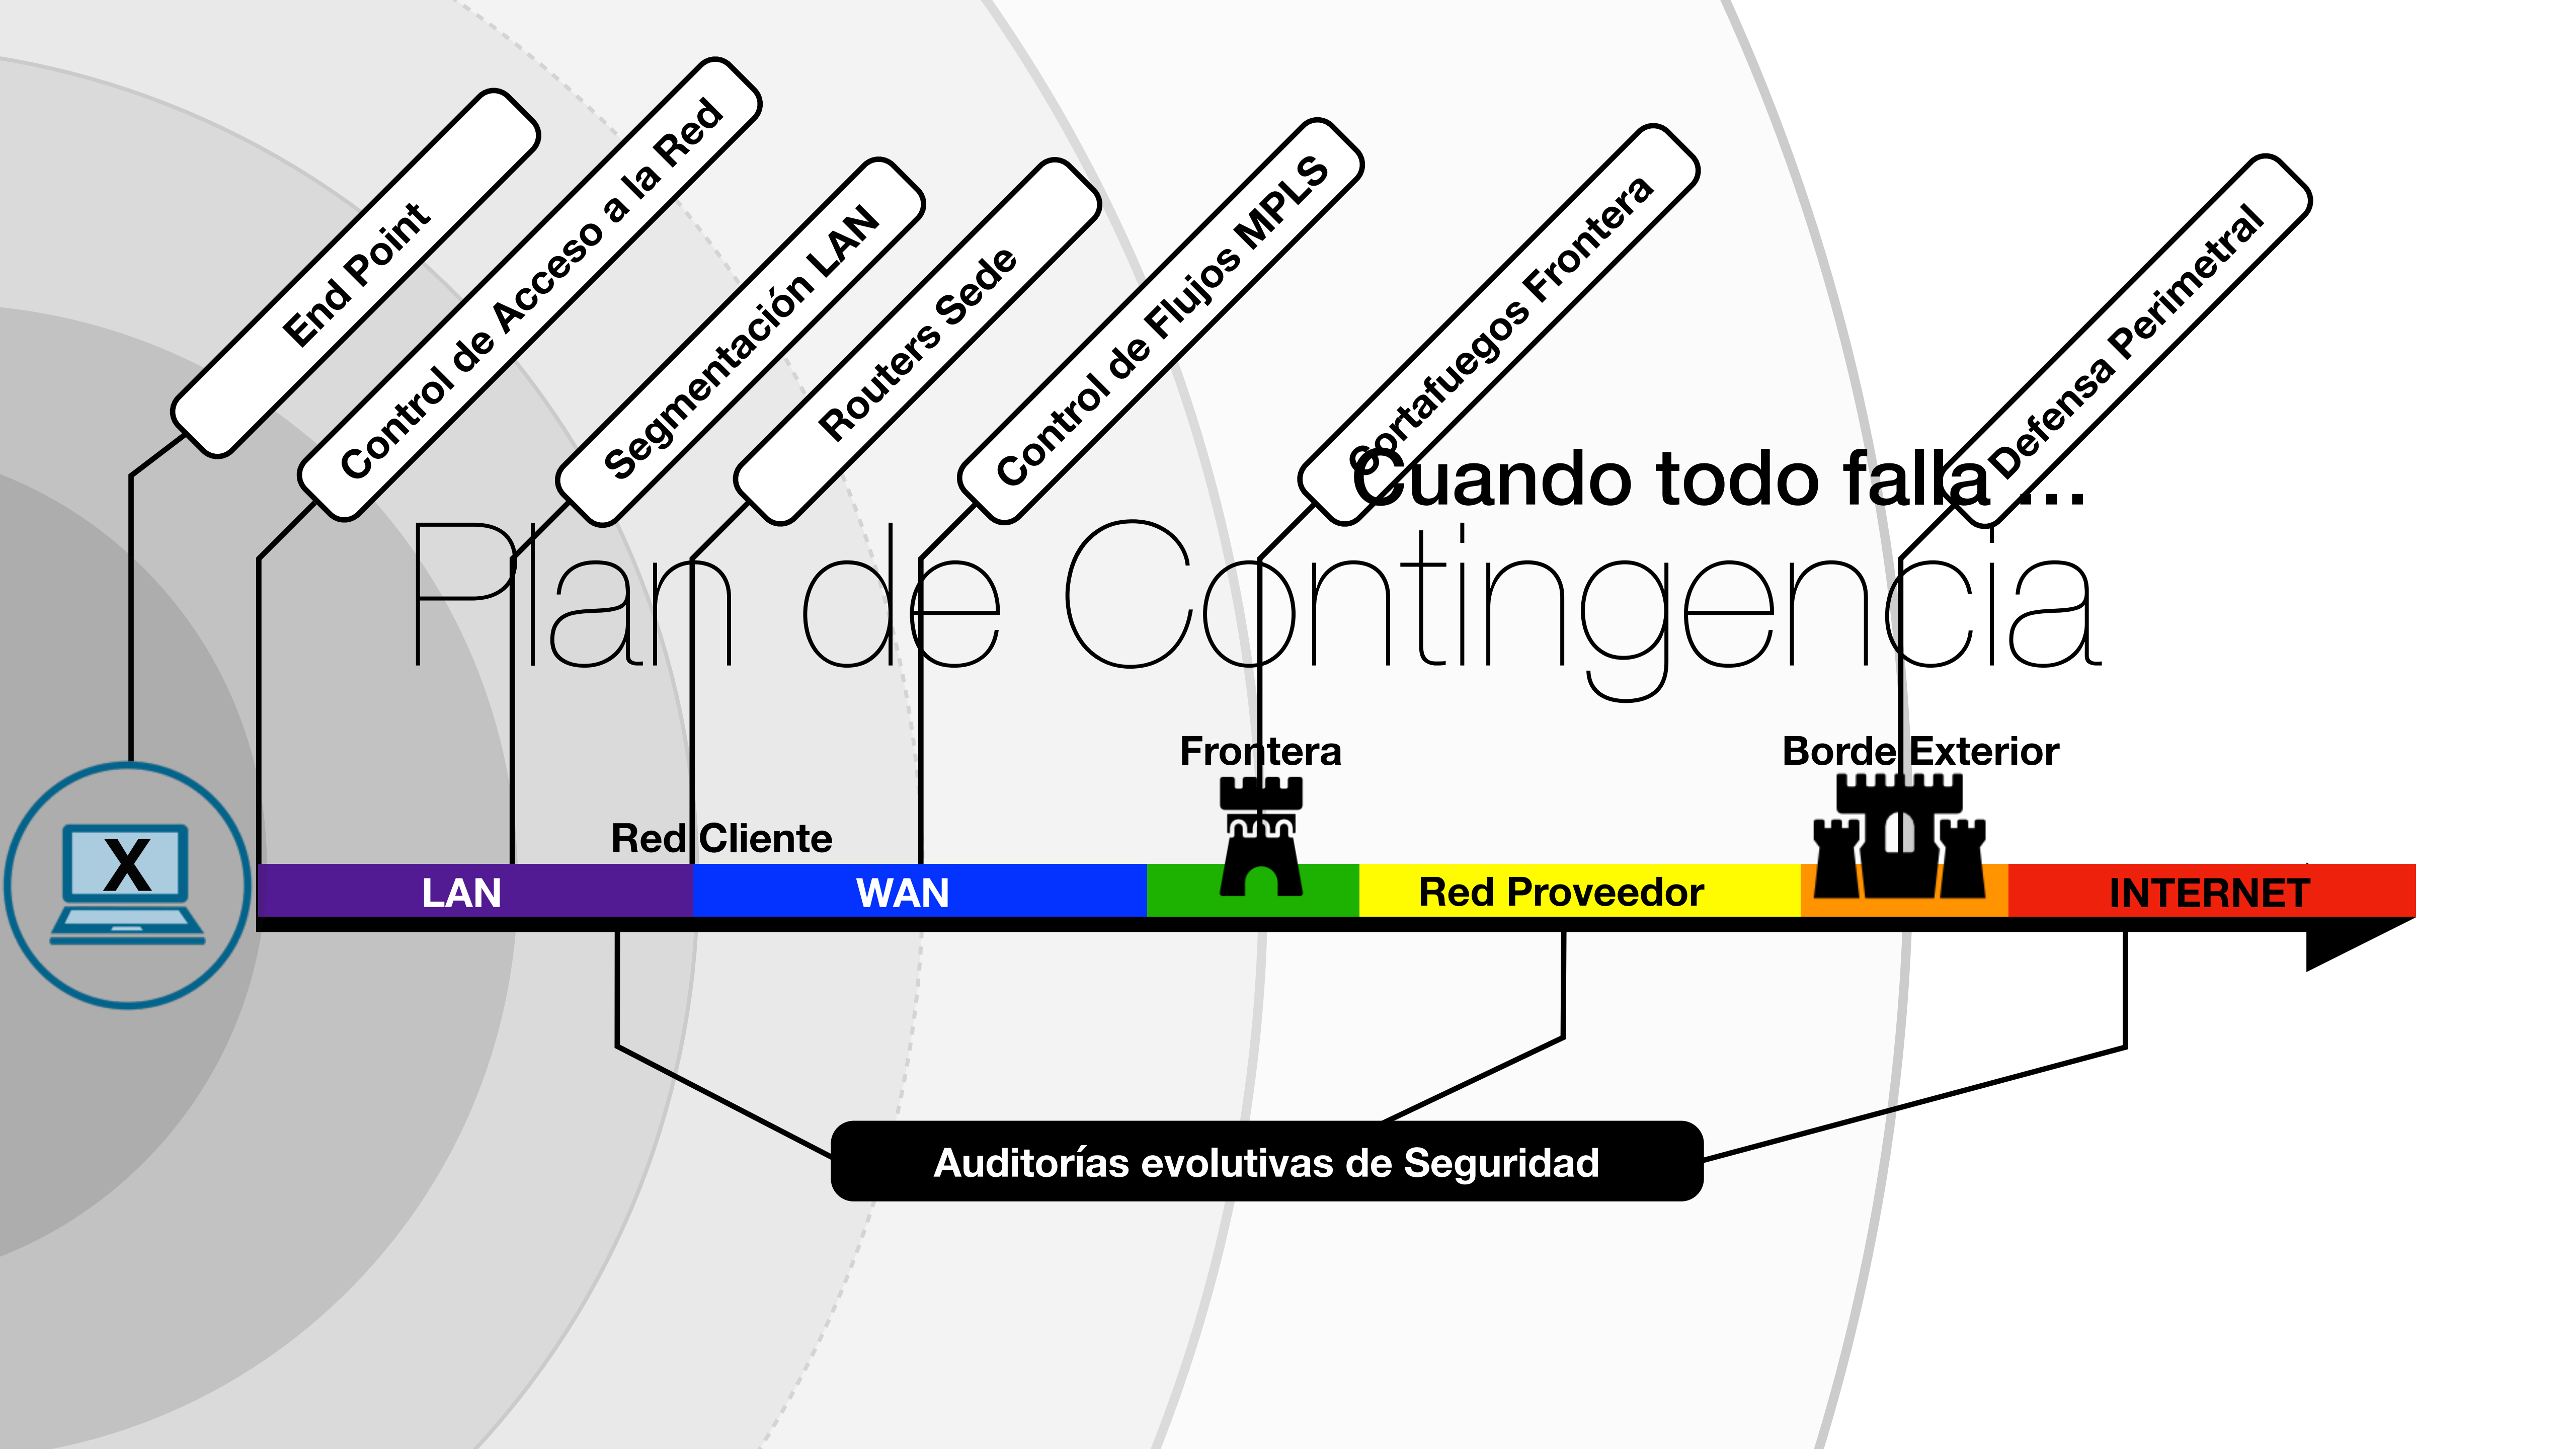 End Point
Control de Acceso a la Red
Segmentación LAN
Routers Sede
Control de Flujos MPLS
Cortafuegos Frontera
Defensa Perimetral
Cuando todo falla ...
Plan de Contingencia
Frontera
Borde Exterior
Red Cliente
X
LAN
WAN
Red Proveedor
INTERNET
Auditorías evolutivas de Seguridad